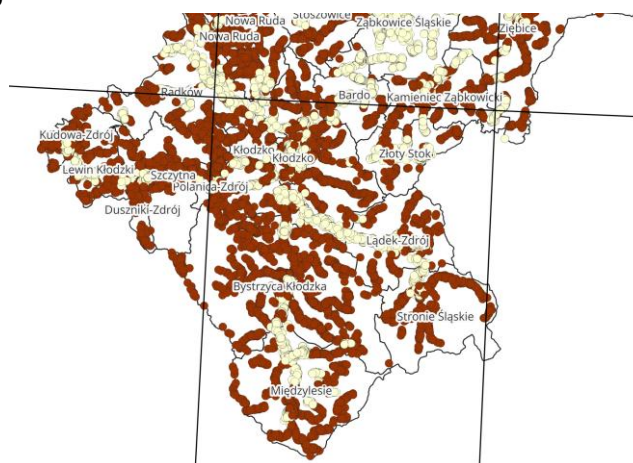 Nowa Ruda
Stoszowice
Ząbkowice Śląskie
Ziębice
Nowa Ruda
Radków
Bardo
Kamieniec Ząbkowicki
Kudowa-Zdrój
Kłodzko
Kłodzko
Złoty Stok
Lewin Kłodzki
Szczytna
Polanica-Zdrój
Duszniki-Zdrój
Lądek-Zdrój
Bystrzyca Kłodzka
Stronie Śląskie
Międzylesie